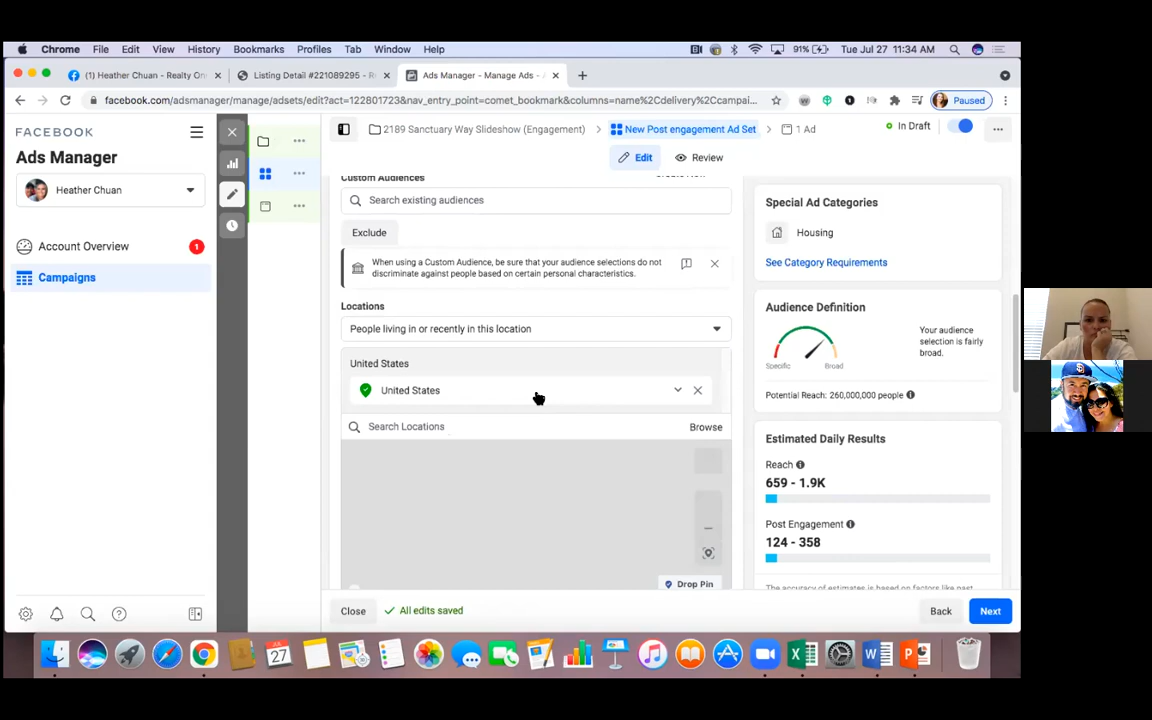 Chrome File Edit View History Bookmarks Profiles Tab Window Help
91% Tue Jul 27 11:34 AM
(1) Heather Chuan - Realty On
Listing Detail #221089295 - R
Ads Manager - Manage Ads -
facebook.com/adsmanager/manage/adsets/edit?act=122801723&nav_entry_point=comet_bookmark&columns=name%2Cdelivery%2Ccampai...
Paused
FACEBOOK
Ads Manager
Heather Chuan
Account Overview
1
Campaigns
2189 Sanctuary Way Slideshow (Engagement)
New Post engagement Ad Set
1 Ad
In Draft
Edit
Review
Custom Audiences
Search existing audiences
Exclude
When using a Custom Audience, be sure that your audience selections do not
discriminate against people based on certain personal characteristics.
Locations
People living in or recently in this location
United States
United States
Search Locations
Browse
Drop Pin
Special Ad Categories
Housing
See Category Requirements
Audience Definition
Specific
Broad
Your audience
selection is fairly
broad.
Potential Reach: 260,000,000 people
Estimated Daily Results
Reach
659 - 1.9K
Post Engagement
124 - 358
The accuracy of estimates is based on factors like past
Close
All edits saved
Back
Next
JUL
27